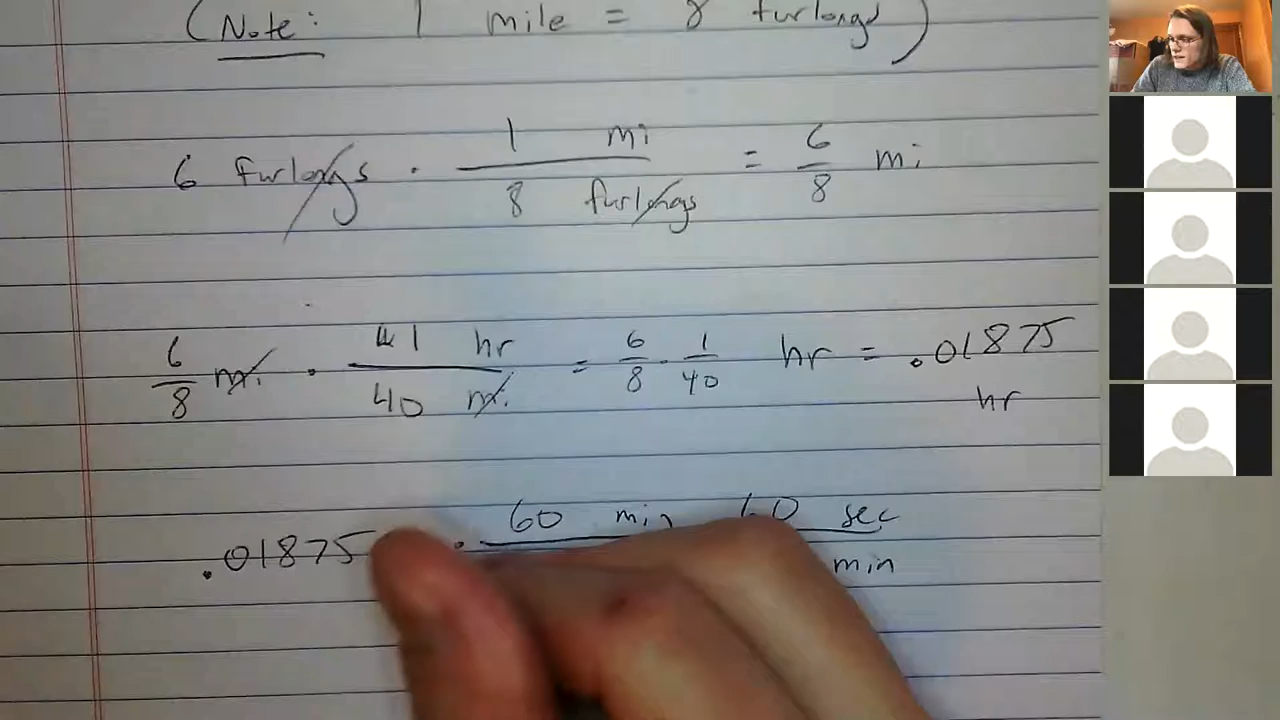 (Note: 1 mile = 8 furlongs)
6 furlongs · 1 mi / 8 furlongs = 6/8 mi
6/8 mi · 1 hr / 40 mi = 6/8 · 1/40 hr = .01875 hr
.01875 · 60 min 60 sec / min